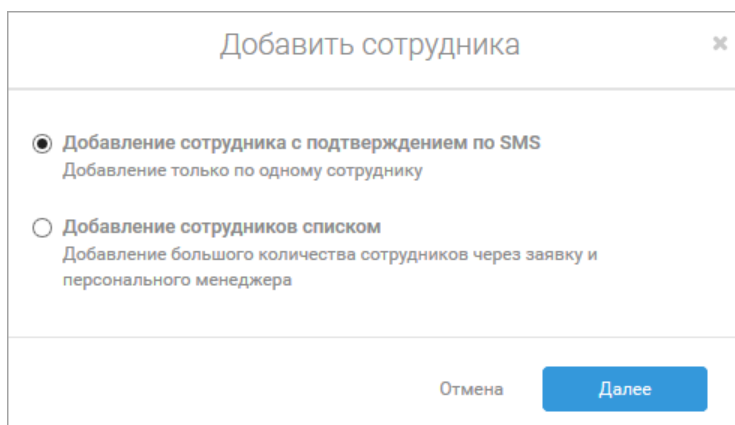 Добавить сотрудника
Добавление сотрудника с подтверждением по SMS
Добавление только по одному сотруднику
Добавление сотрудников списком
Добавление большого количества сотрудников через заявку и
персонального менеджера
Отмена
Далее